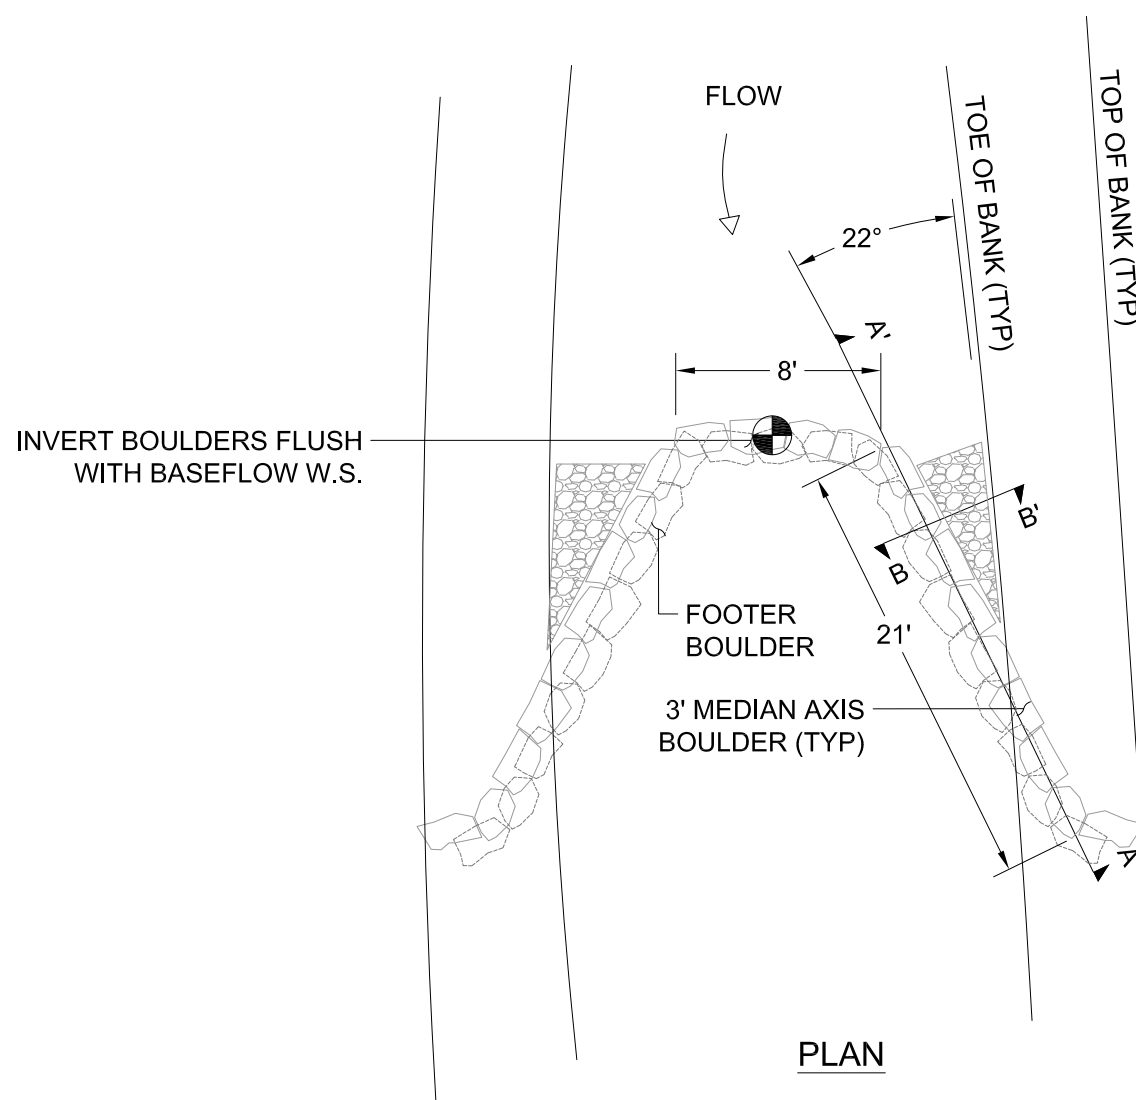 FLOW
TOE OF BANK (TYP)
TOP OF BANK (TYP)
22°
A'
8'
INVERT BOULDERS FLUSH
WITH BASEFLOW W.S.
B'
B
FOOTER
BOULDER
21'
3' MEDIAN AXIS
BOULDER (TYP)
A
PLAN